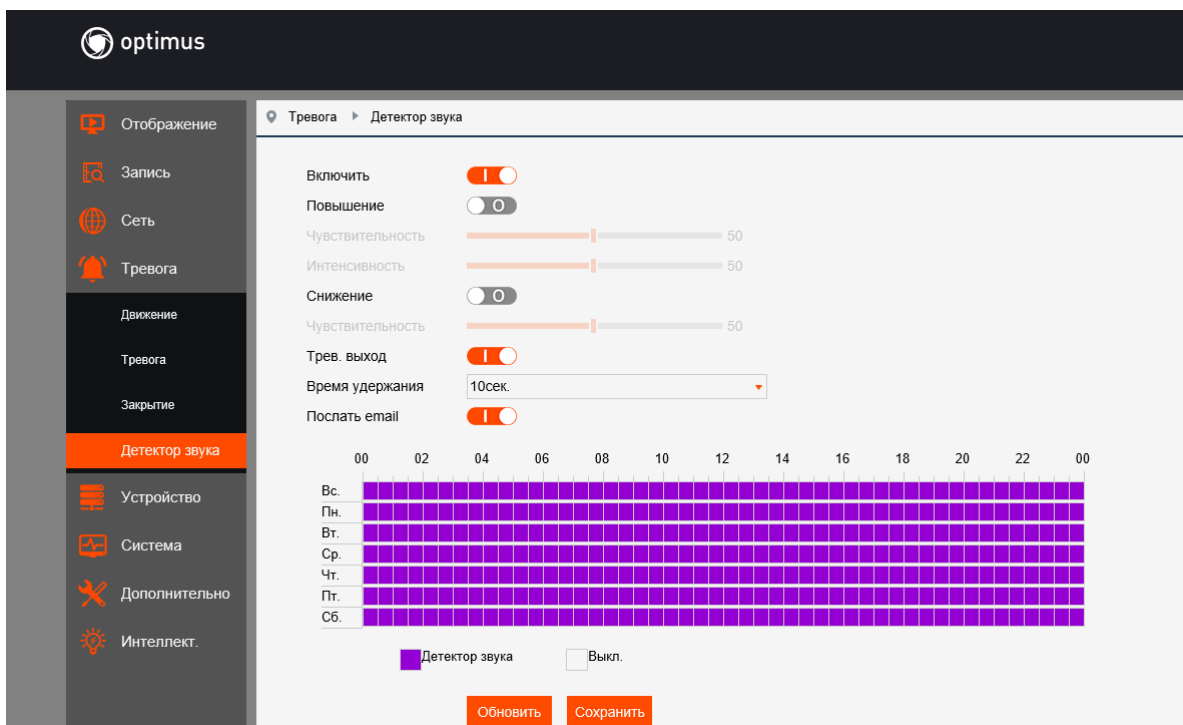 optimus
Отображение
Запись
Сеть
Тревога
Движение
Тревога
Закрытие
Детектор звука
Устройство
Система
Дополнительно
Интеллект.
Тревога Детектор звука
Включить
Повышение
Чувствительность 50
Интенсивность 50
Снижение
Чувствительность 50
Трев. выход
Время удержания 10сек.
Послать email
00 02 04 06 08 10 12 14 16 18 20 22 00
Вс.
Пн.
Вт.
Ср.
Чт.
Пт.
Сб.
Детектор звука Выкл.
Обновить Сохранить